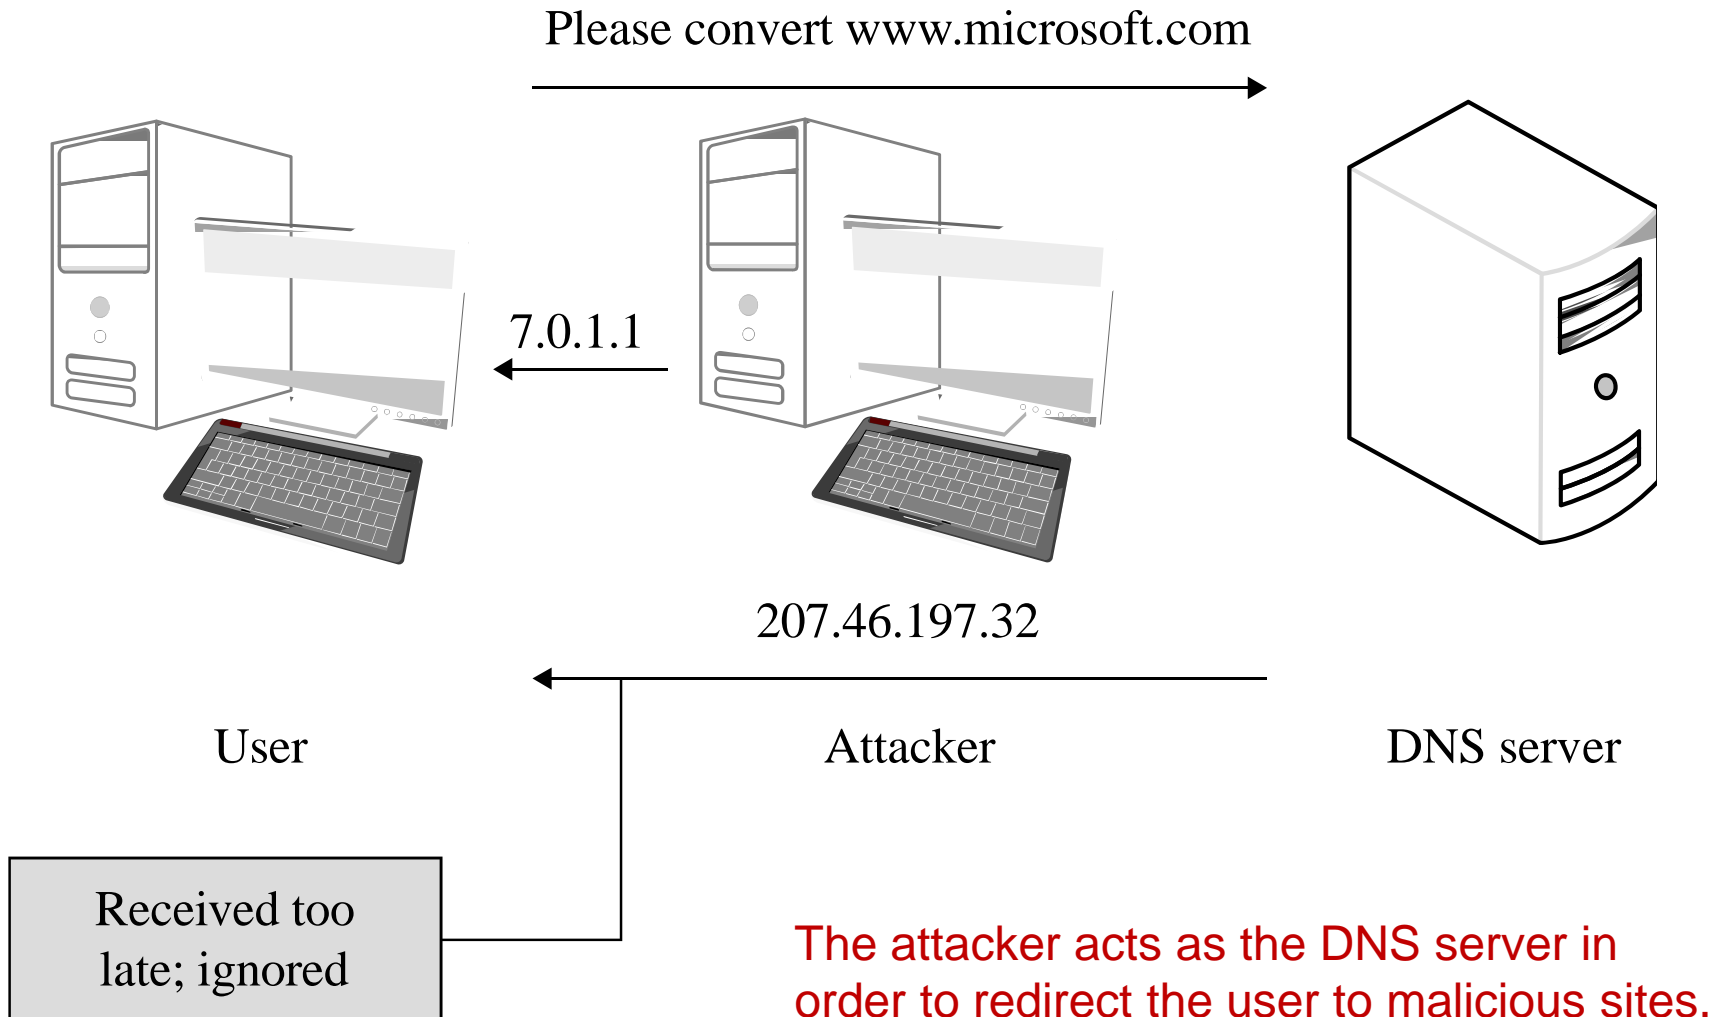 Please convert www.microsoft.com
7.0.1.1
207.46.197.32
User
Attacker
DNS server
Received too
late; ignored
The attacker acts as the DNS server in
order to redirect the user to malicious sites.